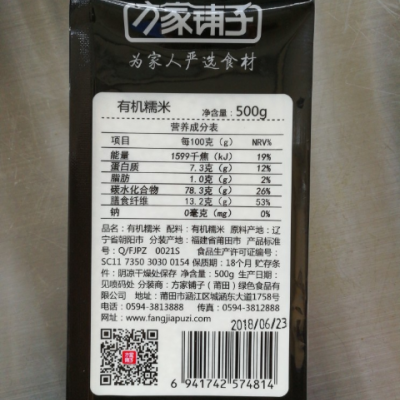 方家铺子
为家人严选食材
有机糯米 净含量: 500g
营养成分表
项目 每100克(g) NRV%
能量 1599千焦(kJ) 19%
蛋白质 7.3克(g) 12%
脂肪 1.0克(g) 2%
碳水化合物 78.3克(g) 26%
膳食纤维 13.2克(g) 53%
钠 0毫克(mg) 0%
品名: 有机糯米 配料: 有机糯米 原料产地: 辽
宁省朝阳市 分装产地: 福建省莆田市 产品标准
号: Q/FJPZ 0021S 食品生产许可证编号:
SC11 7350 3030 0154 保质期: 18个月 贮存条
件: 阴凉干燥处保存 净含量: 500g 生产日期:
见喷码处 分装商: 方家铺子(莆田)绿色食品有
限公司 地址: 莆田市涵江区涵西涵东大道1758号
电话: 0594-3813888 传真: 0594-3812888
网址: www.fangjiapuzi.com
2018/06/23
6 941742 574814